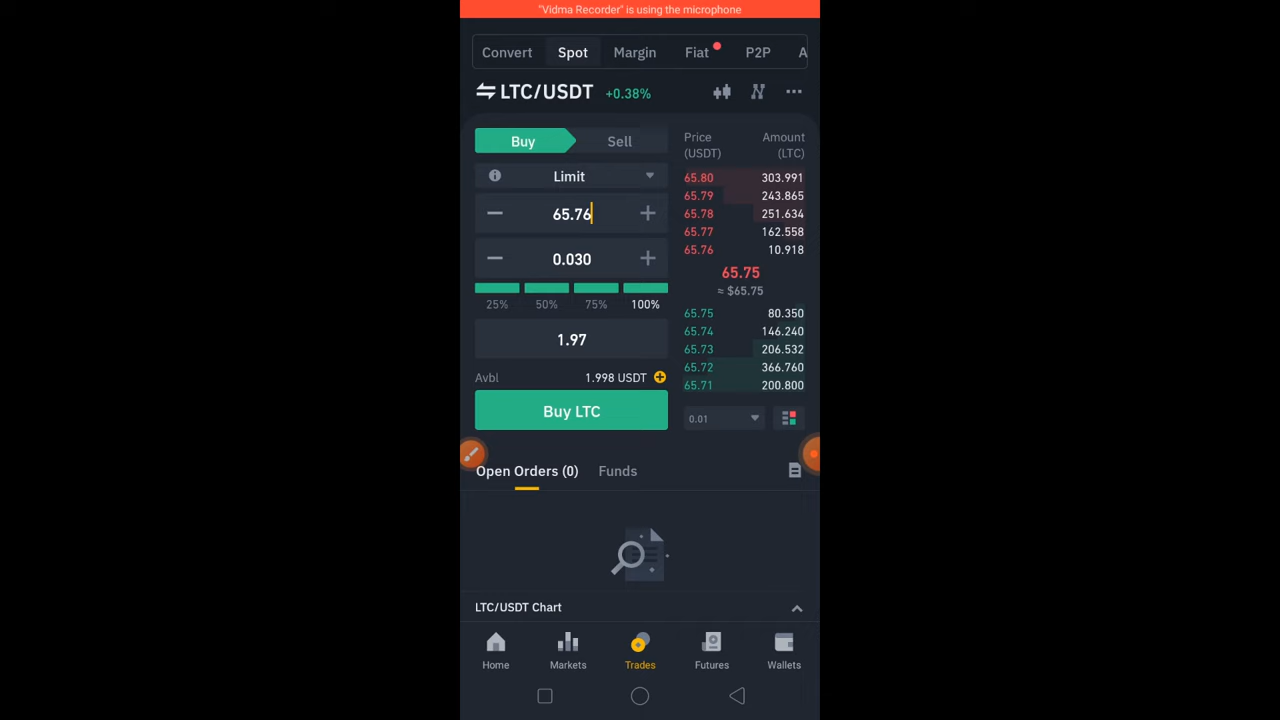 "Vidma Recorder" is using the microphone
Convert Spot Margin Fiat P2P A
LTC/USDT +0.38%
Buy Sell
Limit
65.76
0.030
25% 50% 75% 100%
1.97
Avbl 1.998 USDT
Buy LTC
Price Amount
(USDT) (LTC)
65.80 303.991
65.79 243.865
65.78 251.634
65.77 162.558
65.76 10.918
65.75
≈ $65.75
65.75 80.350
65.74 146.240
65.73 206.532
65.72 366.760
65.71 200.800
0.01
Open Orders (0) Funds
LTC/USDT Chart
Home Markets Trades Futures Wallets